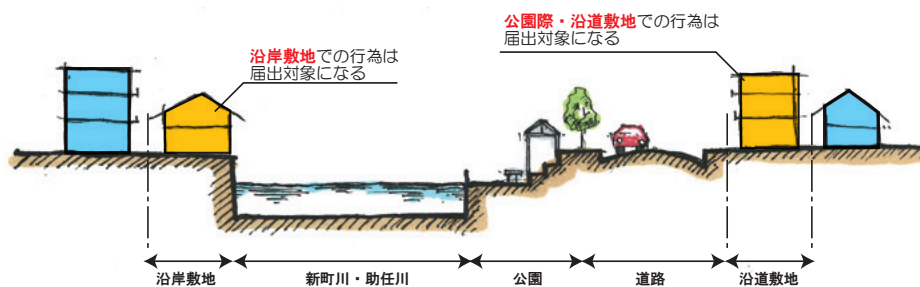 沿岸敷地での行為は
届出対象になる
公園際・沿道敷地での行為は
届出対象になる
沿岸敷地
新町川・助任川
公園
道路
沿道敷地